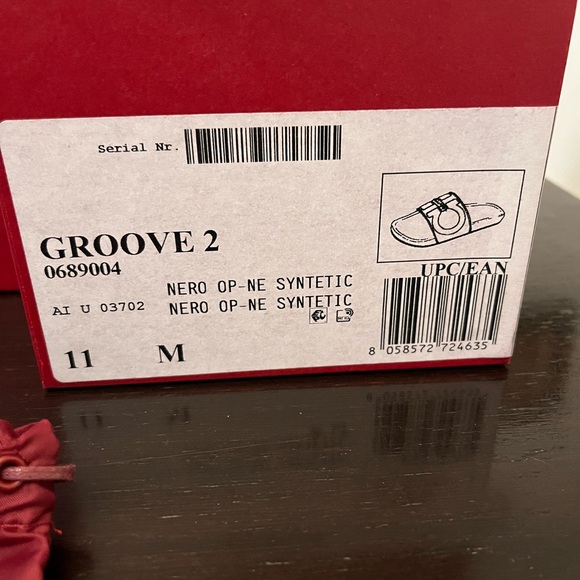 Serial Nr.
GROOVE 2
0689004
UPC/EAN
NERO OP-NE SYNTETIC
AI U 03702 NERO OP-NE SYNTETIC
11 M
8 058572 724635